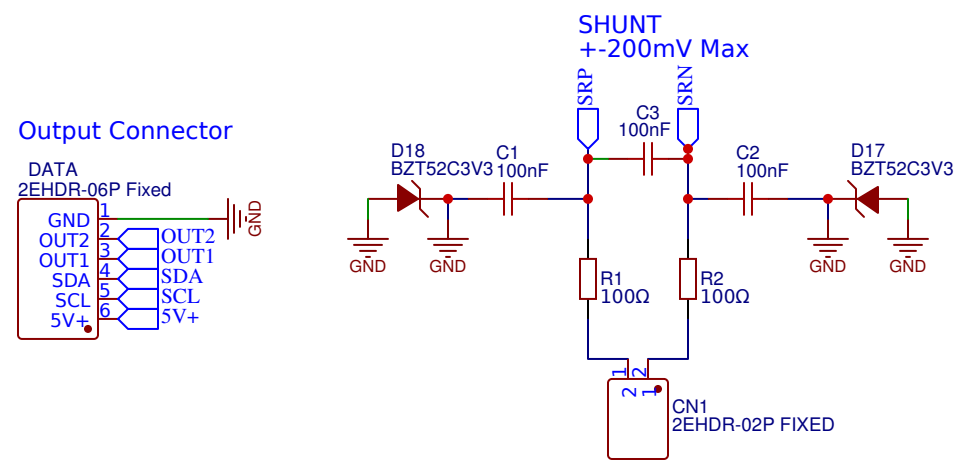 SHUNT
+-200mV Max
SRP
SRN
Output Connector
DATA
2EHDR-06P Fixed
GND
OUT2
OUT1
SDA
SCL
5V+
1
2
3
4
5
6
GND
OUT2
OUT1
SDA
SCL
5V+
D18
BZT52C3V3
C1
100nF
C3
100nF
C2
100nF
D17
BZT52C3V3
GND
GND
GND
GND
R1
100Ω
R2
100Ω
1
2
2
1
CN1
2EHDR-02P FIXED